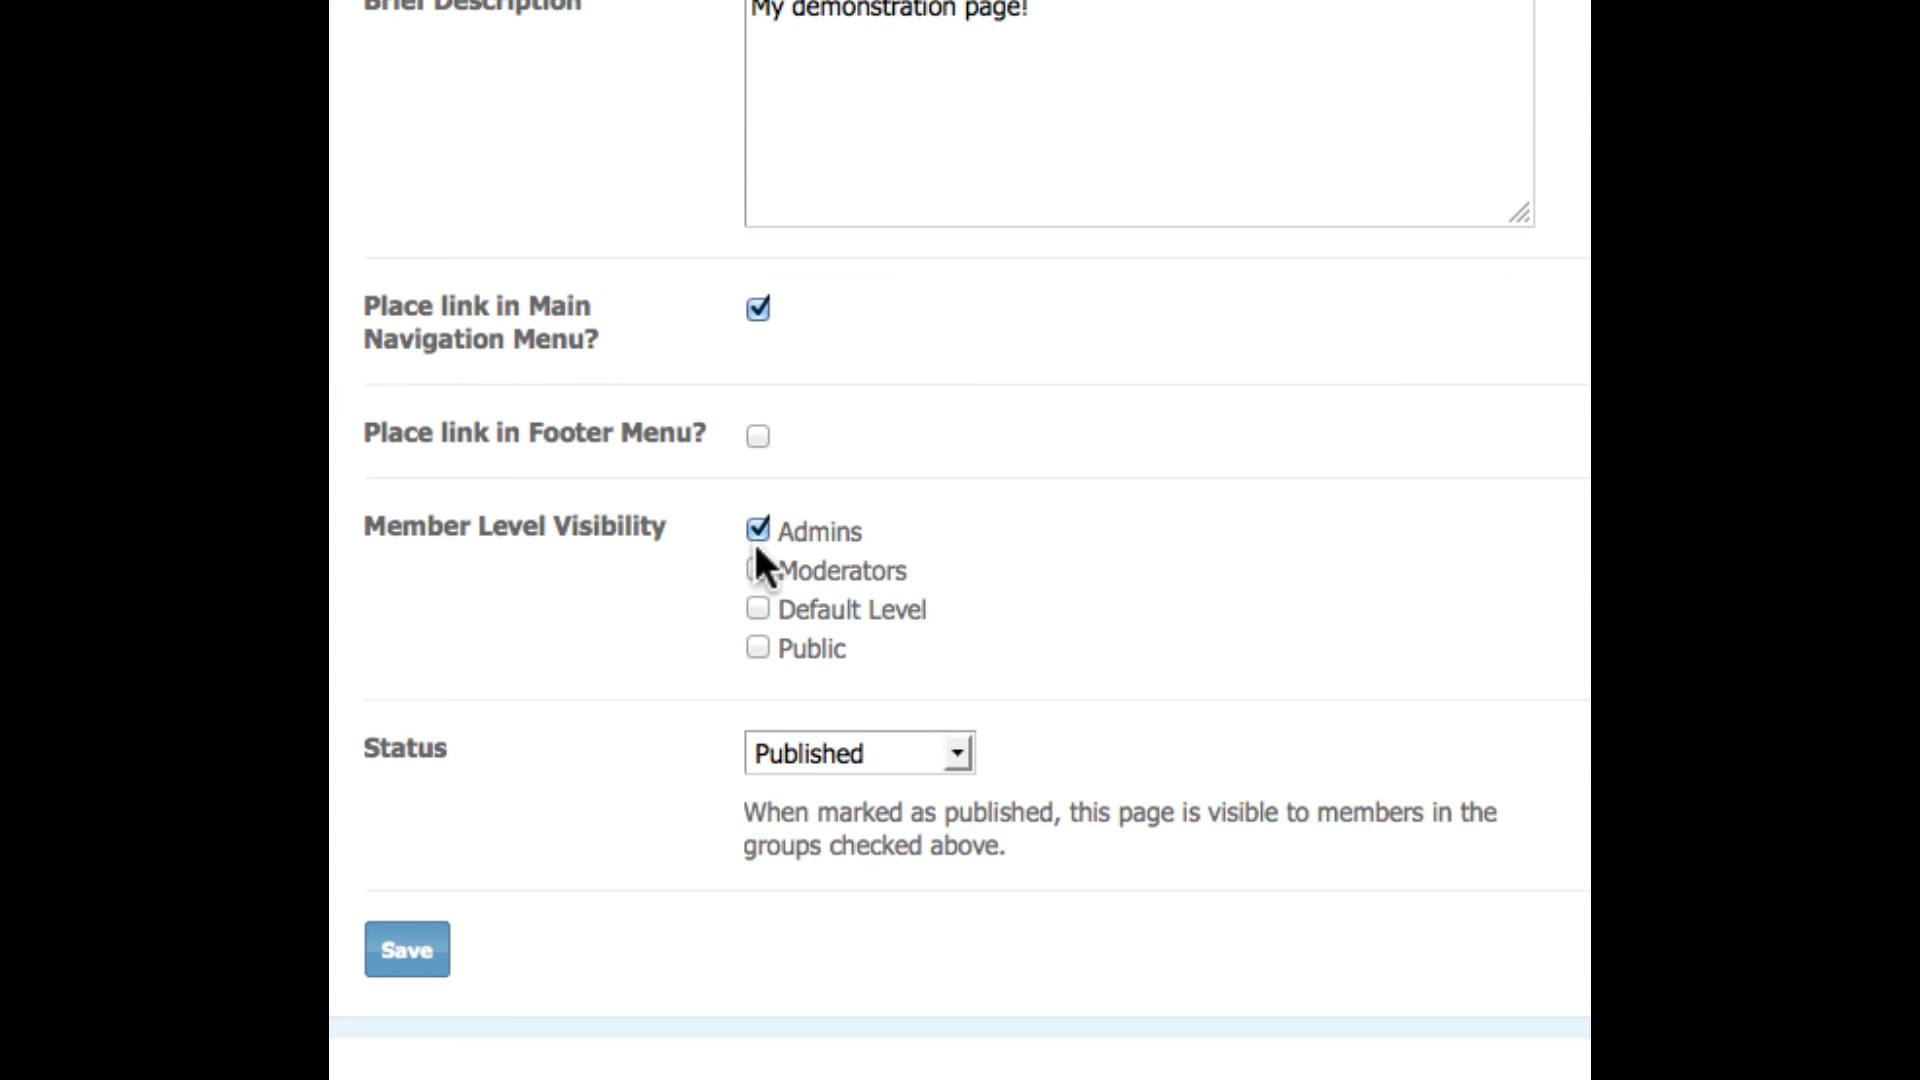 Brief Description
My demonstration page!
Place link in Main
Navigation Menu?
Place link in Footer Menu?
Member Level Visibility
Admins
Moderators
Default Level
Public
Status
Published
When marked as published, this page is visible to members in the
groups checked above.
Save